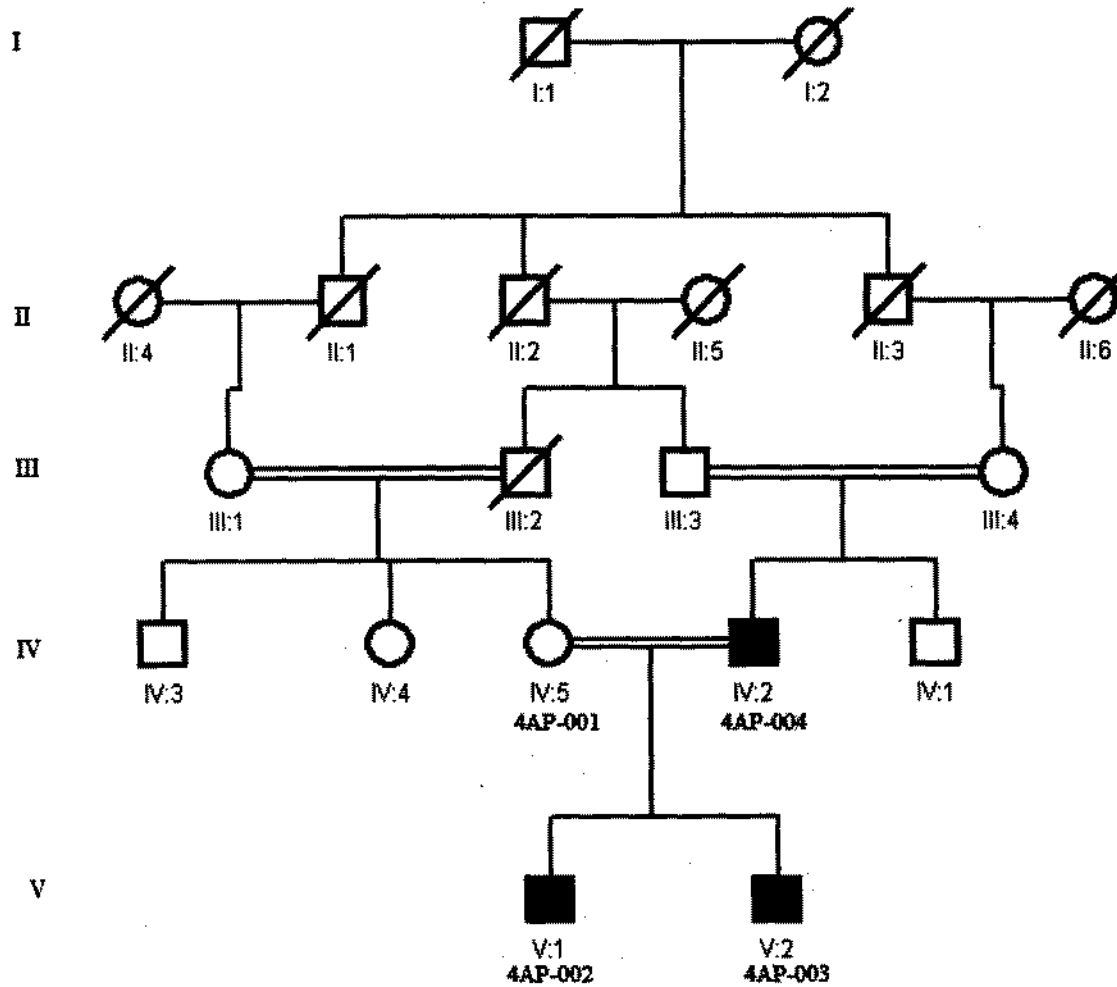 I
I:1 I:2
II
II:4 II:1 II:2 II:5 II:3 II:6
III
III:1 III:2 III:3 III:4
IV
IV:3 IV:4 IV:5 IV:2 IV:1
4AP-001 4AP-004
V
V:1 V:2
4AP-002 4AP-003